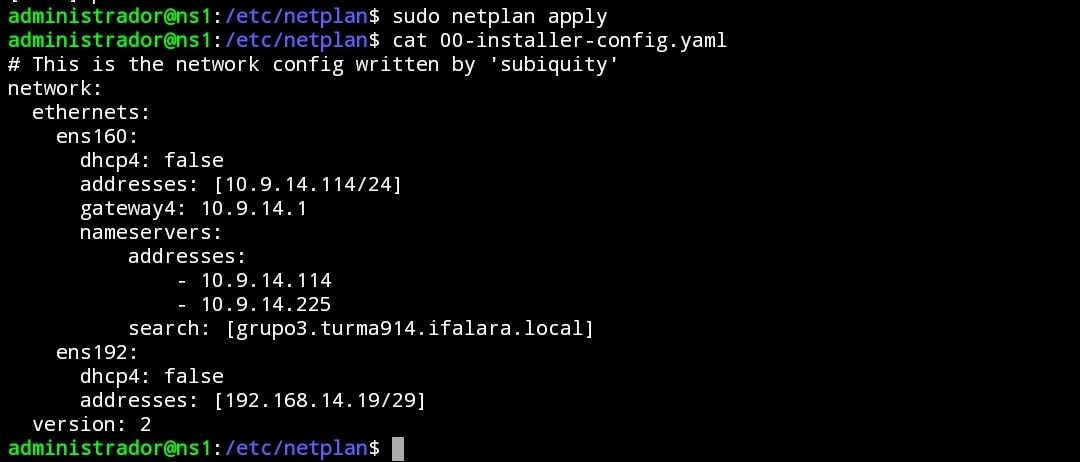 administrador@ns1:/etc/netplan$ sudo netplan apply
administrador@ns1:/etc/netplan$ cat 00-installer-config.yaml
# This is the network config written by 'subiquity'
network:
  ethernets:
    ens160:
      dhcp4: false
      addresses: [10.9.14.114/24]
      gateway4: 10.9.14.1
      nameservers:
          addresses:
              - 10.9.14.114
              - 10.9.14.225
          search: [grupo3.turma914.ifalara.local]
    ens192:
      dhcp4: false
      addresses: [192.168.14.19/29]
  version: 2
administrador@ns1:/etc/netplan$